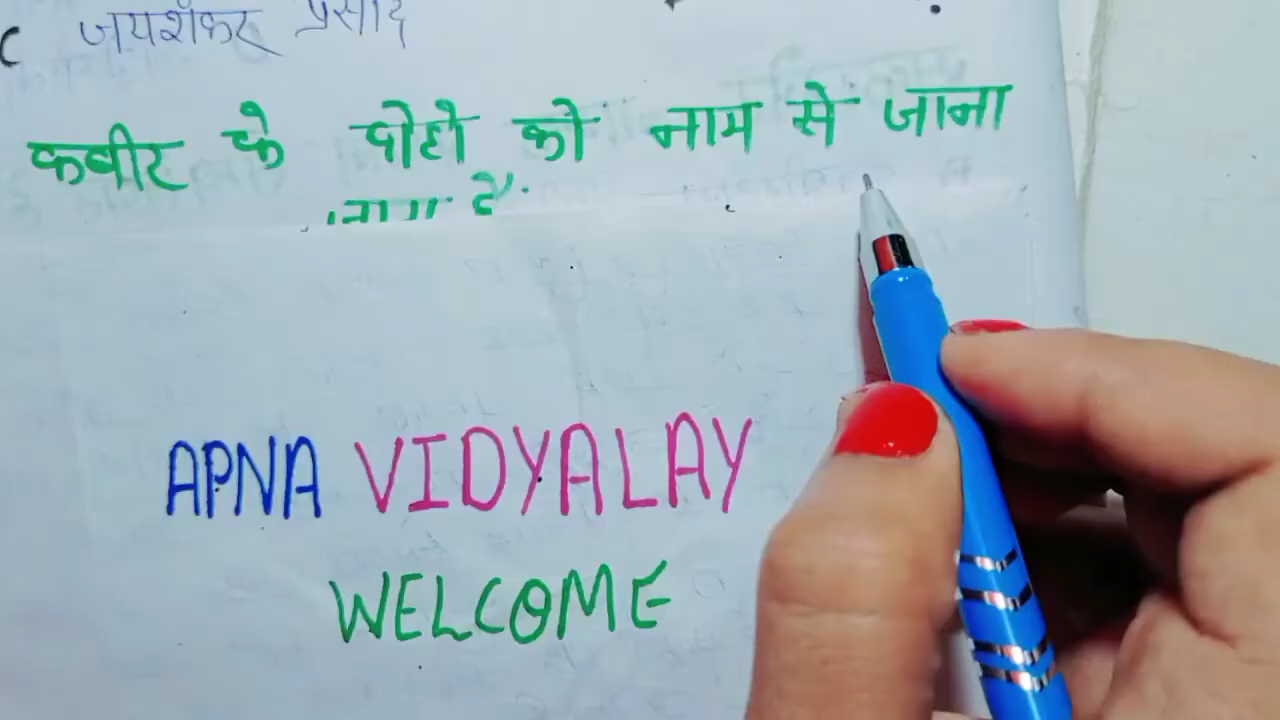 C जयशंकर प्रसाद
कबीर के दोहो को नाम से जाना
जाता है.
APNA VIDYALAY
WELCOME